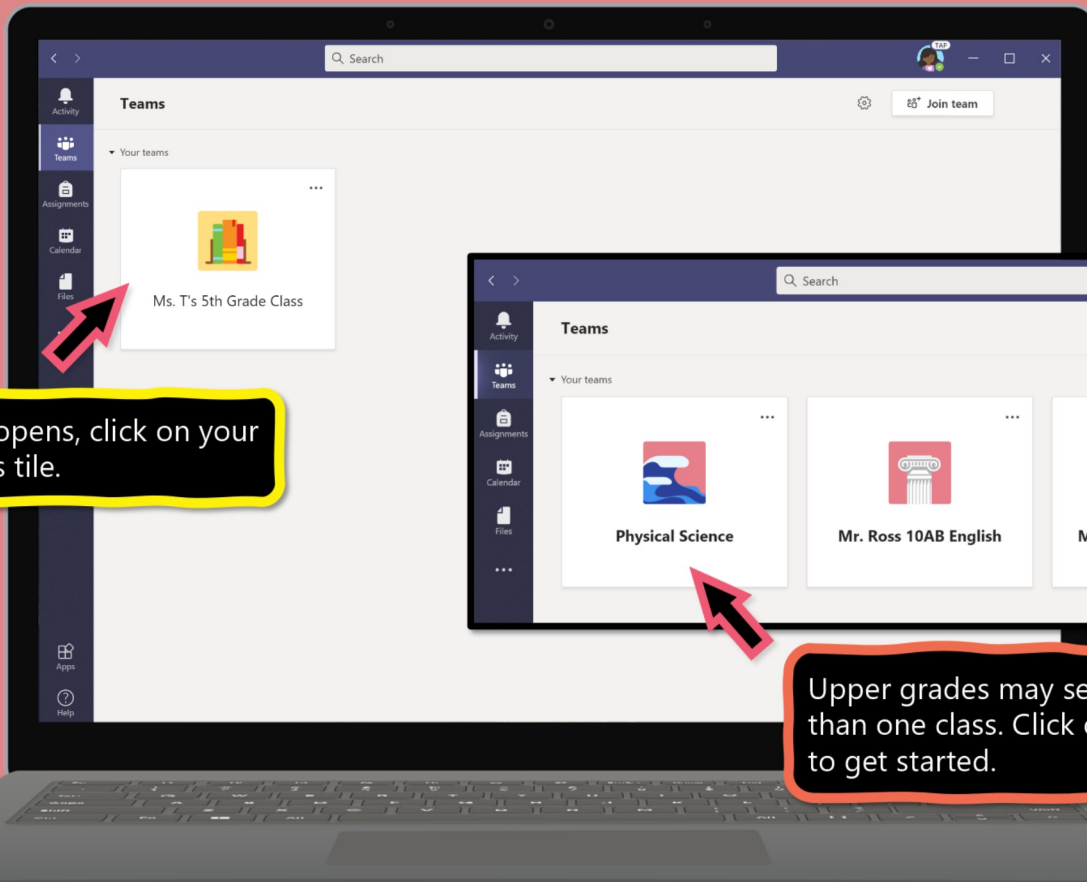 Search
TAP
Activity
Teams
Join team
Teams
Your teams
Assignments
Calendar
Files
Ms. T's 5th Grade Class
opens, click on your
s tile.
Apps
Help
Search
Activity
Teams
Teams
Your teams
Assignments
Calendar
Files
Physical Science
Mr. Ross 10AB English
M
Upper grades may se
than one class. Click
to get started.